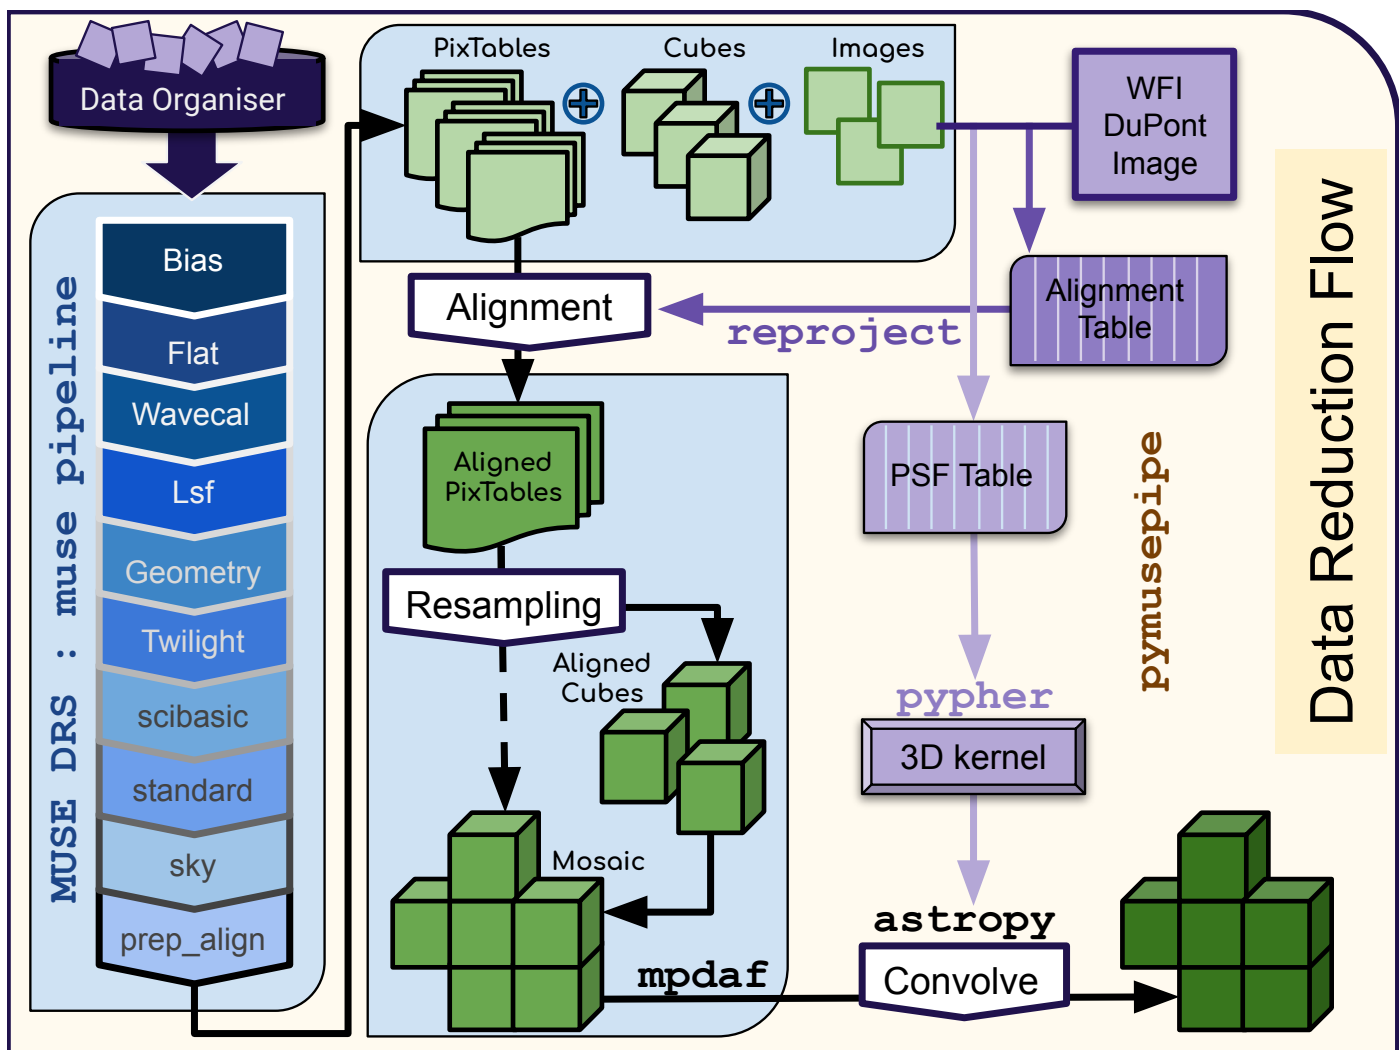 Data Organiser
MUSE DRS : muse pipeline
Bias
Flat
Wavecal
Lsf
Geometry
Twilight
scibasic
standard
sky
prep_align
PixTables
Cubes
Images
WFI
DuPont
Image
Alignment
reproject
Alignment
Table
Aligned
PixTables
PSF Table
Resampling
Aligned
Cubes
pypher
3D kernel
Mosaic
astropy
mpdaf
Convolve
pymusepipe
Data Reduction Flow